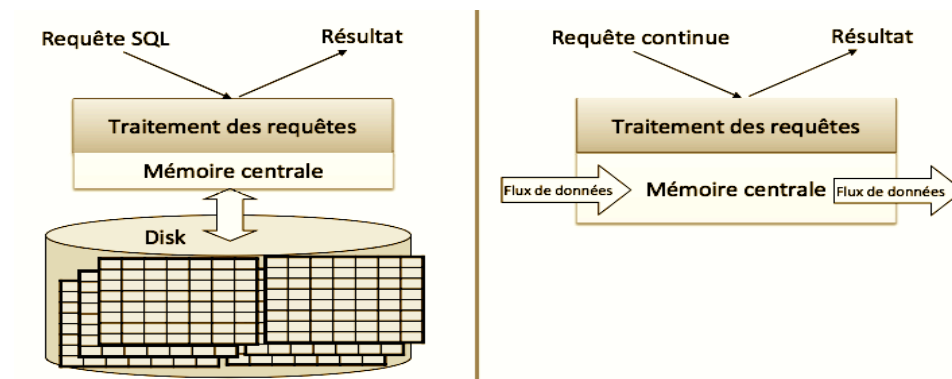 Requête SQL
Résultat
Traitement des requêtes
Mémoire centrale
Disk
Requête continue
Résultat
Traitement des requêtes
Flux de données
Mémoire centrale
Flux de données